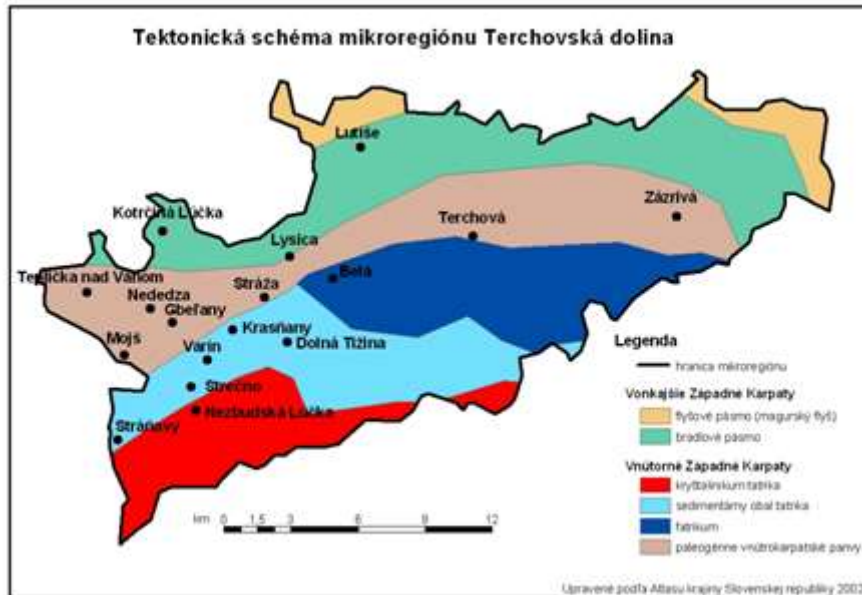 Tektonická schéma mikroregiónu Terchovská dolina
Lutiše
Kotrčiná Lúčka
Zázrivá
Terchová
Lysica
Teplička nad Váhom
Belá
Stráža
Nededza
Gbeľany
Krasňany
Mojš
Dolná Tižina
Varín
Strečno
Nezbudská Lúčka
Stráňavy
Legenda
hranica mikroregiónu
Vonkajšie Západné Karpaty
flyšové pásmo (magurský flyš)
bradlové pásmo
Vnútorné Západné Karpaty
kryštalinikum tatrika
sedimentárny obal tatrika
fatrikum
paleogénne vnútrokarpatské panvy
km 0 1,5 3 6 9 12
Upravené podľa Atlasu krajiny Slovenskej republiky 2002